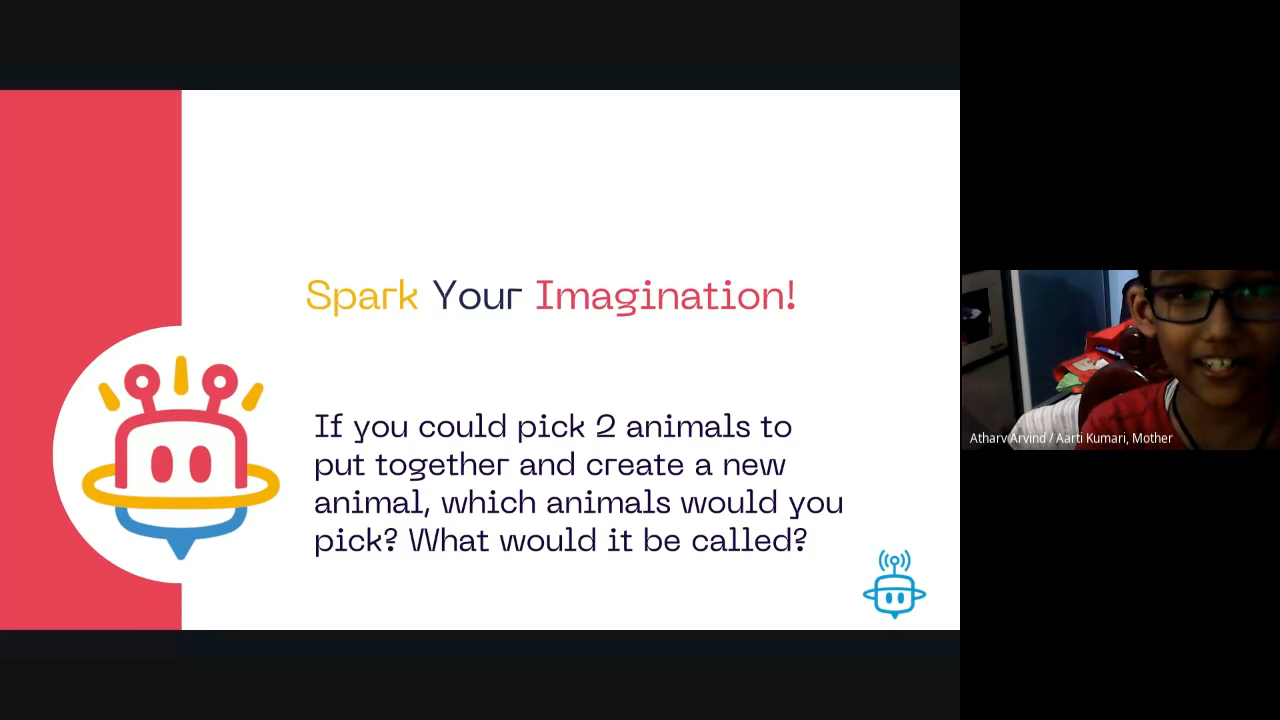 Spark Your Imagination!
If you could pick 2 animals to
put together and create a new
animal, which animals would you
pick? What would it be called?
Atharv Arvind / Aarti Kumari, Mother